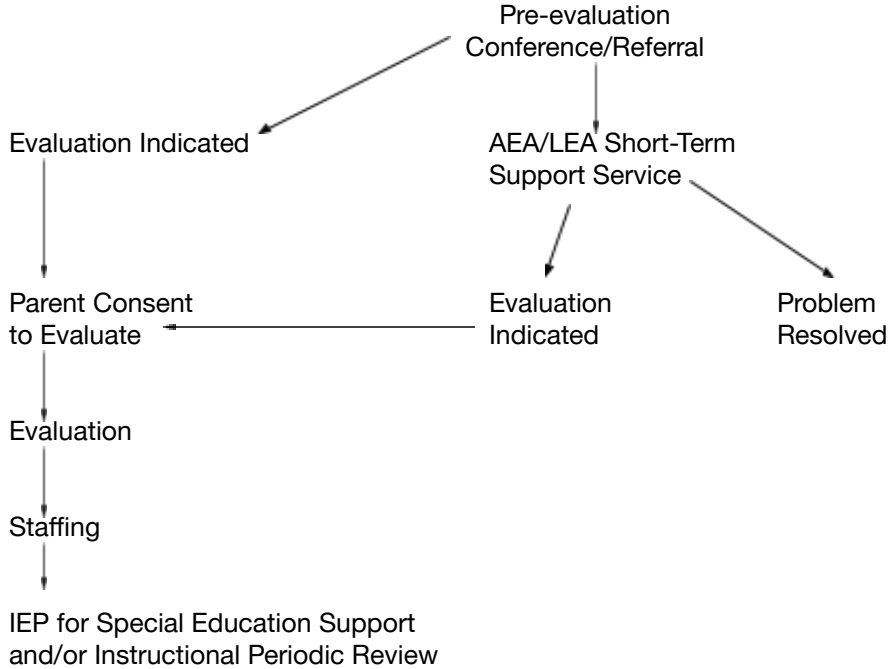 Pre-evaluation
Conference/Referral
Evaluation Indicated
AEA/LEA Short-Term
Support Service
Parent Consent
to Evaluate
Evaluation
Indicated
Problem
Resolved
Evaluation
Staffing
IEP for Special Education Support
and/or Instructional Periodic Review